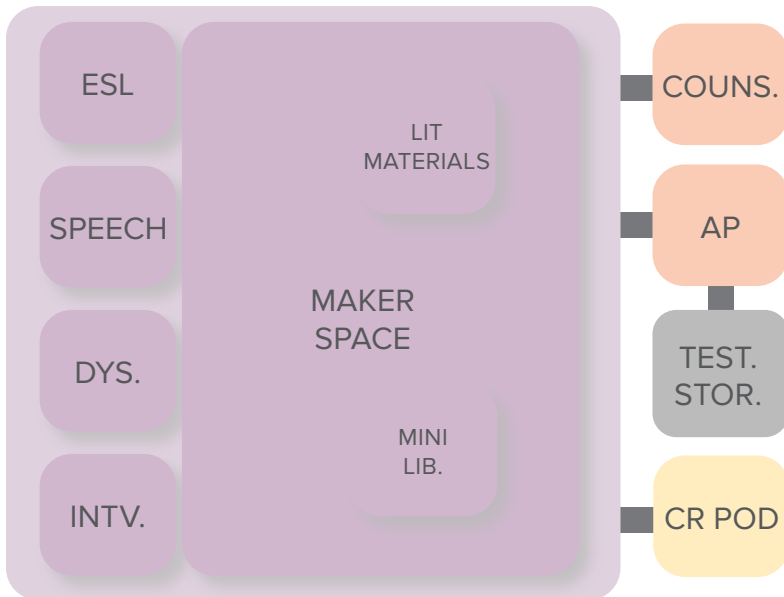 ESL
SPEECH
DYS.
INTV.
LIT
MATERIALS
MAKER
SPACE
MINI
LIB.
COUNS.
AP
TEST.
STOR.
CR POD